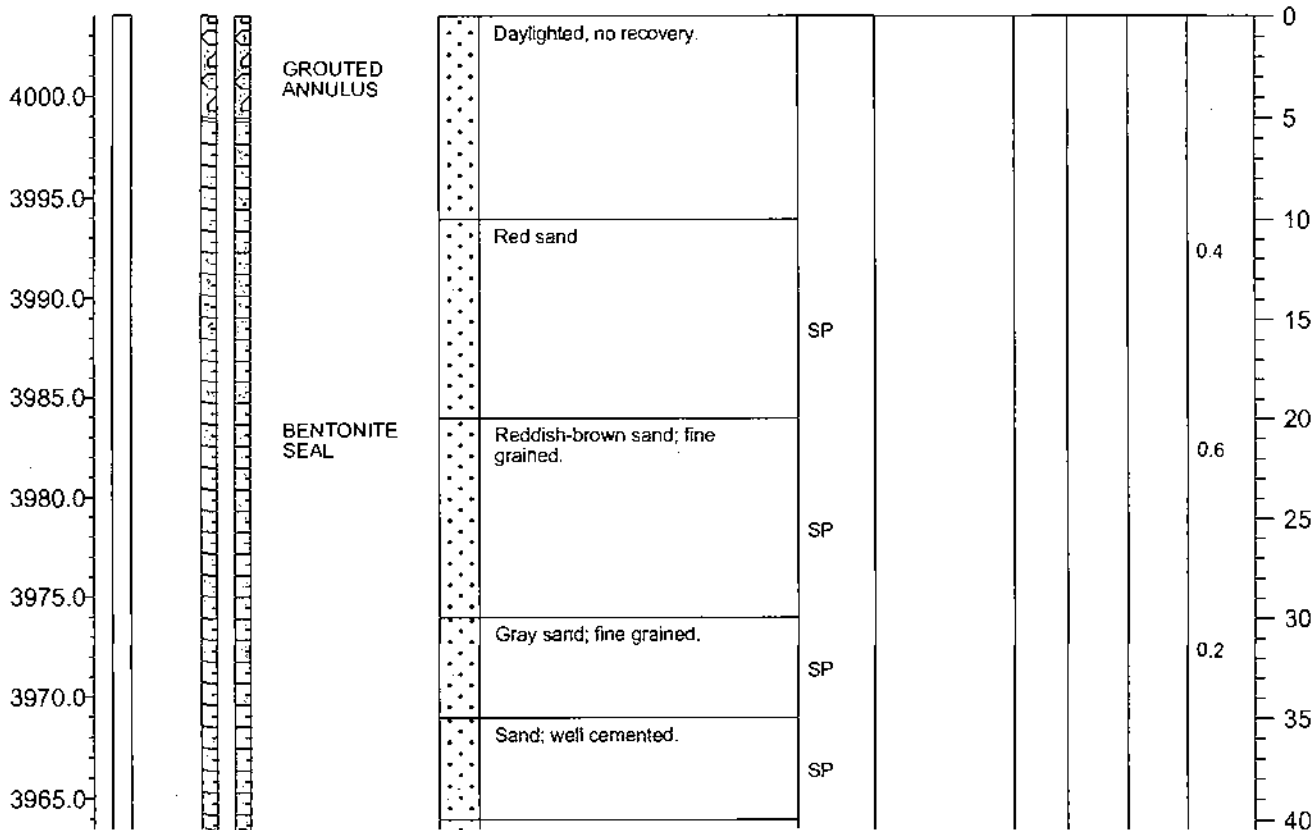 0
Daylighted, no recovery.
GROUTED
ANNULUS
4000.0
5
3995.0
10
Red sand
0.4
3990.0
15
SP
3985.0
20
BENTONITE
SEAL
Reddish-brown sand; fine
grained.
0.6
3980.0
25
SP
3975.0
30
Gray sand; fine grained.
0.2
SP
3970.0
35
Sand; well cemented.
SP
3965.0
40